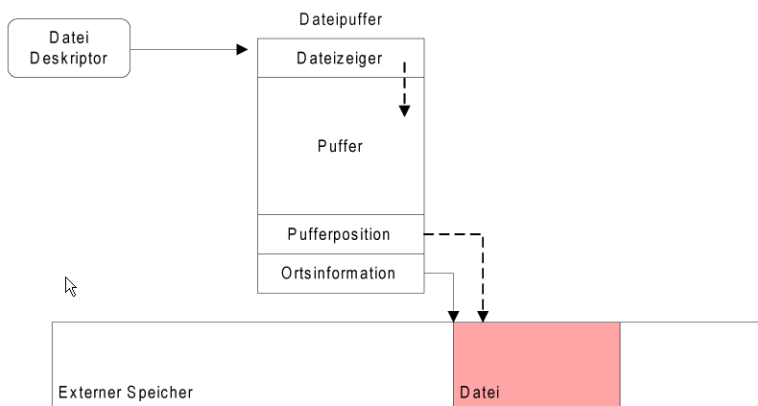 Dateipuffer
Datei
Deskriptor
Dateizeiger
Puffer
Pufferposition
Ortsinformation
Externer Speicher
Datei